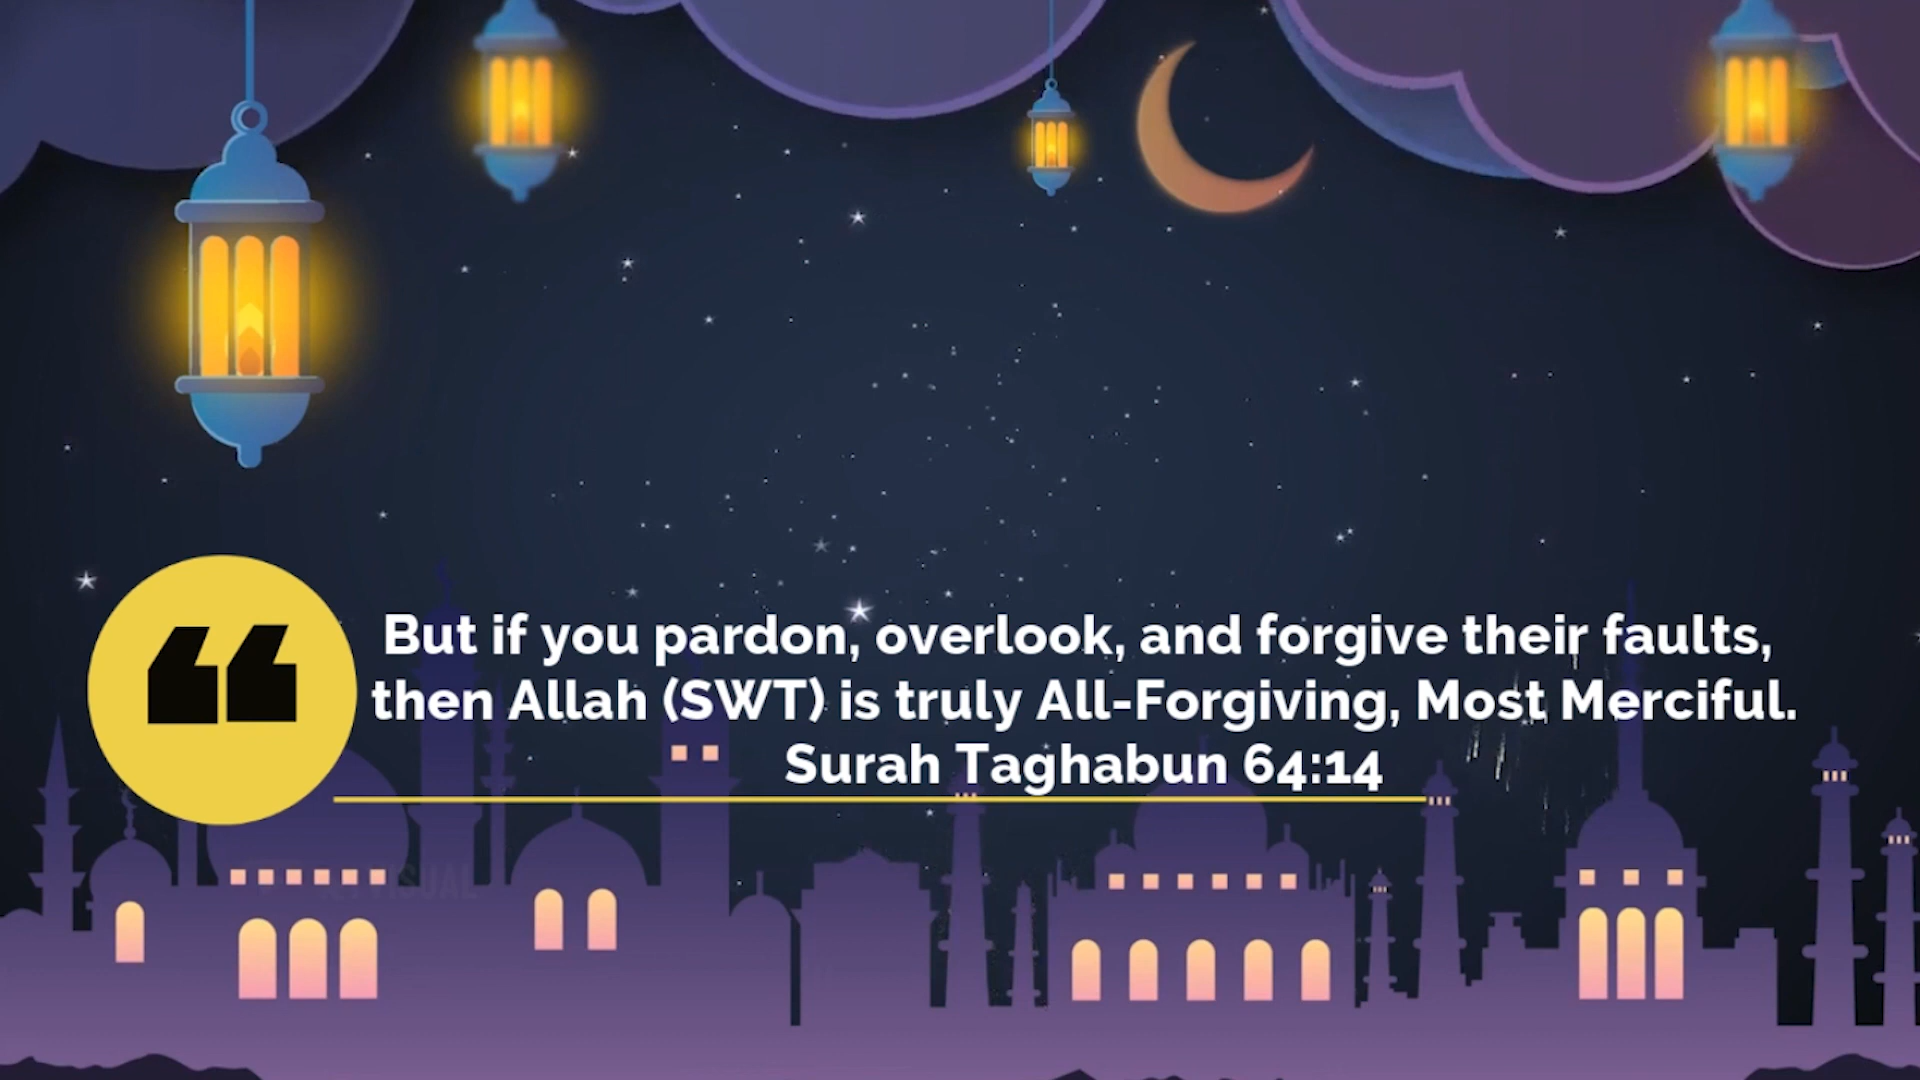 But if you pardon, overlook, and forgive their faults,
then Allah (SWT) is truly All-Forgiving, Most Merciful.
Surah Taghabun 64:14